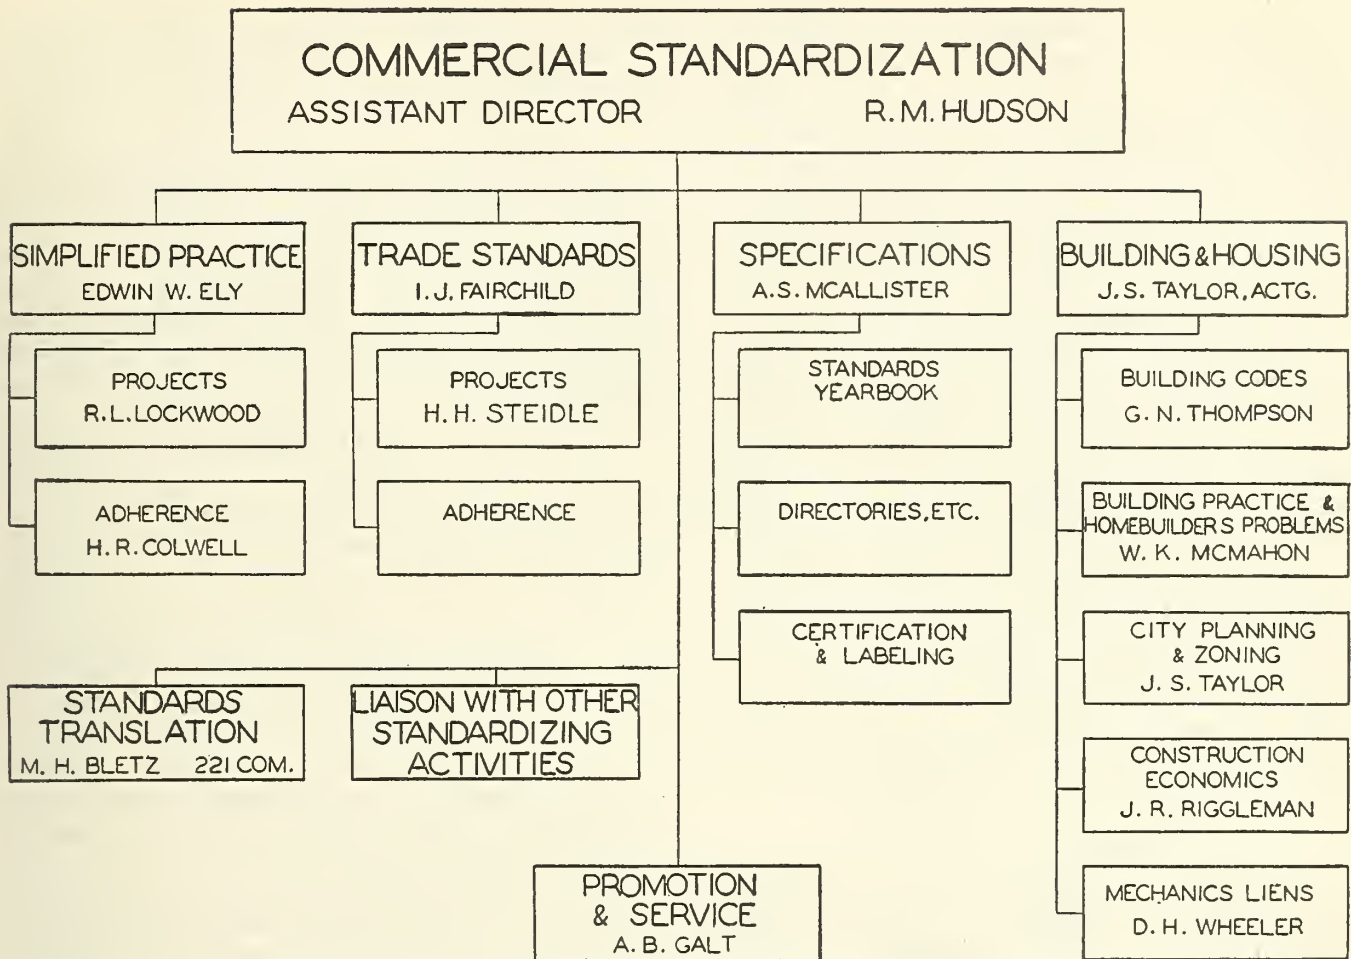 COMMERCIAL STANDARDIZATION
ASSISTANT DIRECTOR R.M. HUDSON
SIMPLIFIED PRACTICE
EDWIN W. ELY
PROJECTS
R.L. LOCKWOOD
ADHERENCE
H.R. COLWELL
TRADE STANDARDS
I.J. FAIRCHILD
PROJECTS
H.H. STEIDLE
ADHERENCE
SPECIFICATIONS
A.S. MCALLISTER
STANDARDS
YEARBOOK
DIRECTORIES, ETC.
CERTIFICATION
& LABELING
BUILDING & HOUSING
J.S. TAYLOR, ACTG.
BUILDING CODES
G. N. THOMPSON
BUILDING PRACTICE &
HOMEBUILDERS PROBLEMS
W. K. MCMAHON
CITY PLANNING
& ZONING
J. S. TAYLOR
CONSTRUCTION
ECONOMICS
J. R. RIGGLEMAN
MECHANICS LIENS
D. H. WHEELER
STANDARDS
TRANSLATION
M. H. BLETZ 221 COM.
LIAISON WITH OTHER
STANDARDIZING
ACTIVITIES
PROMOTION
& SERVICE
A. B. GALT